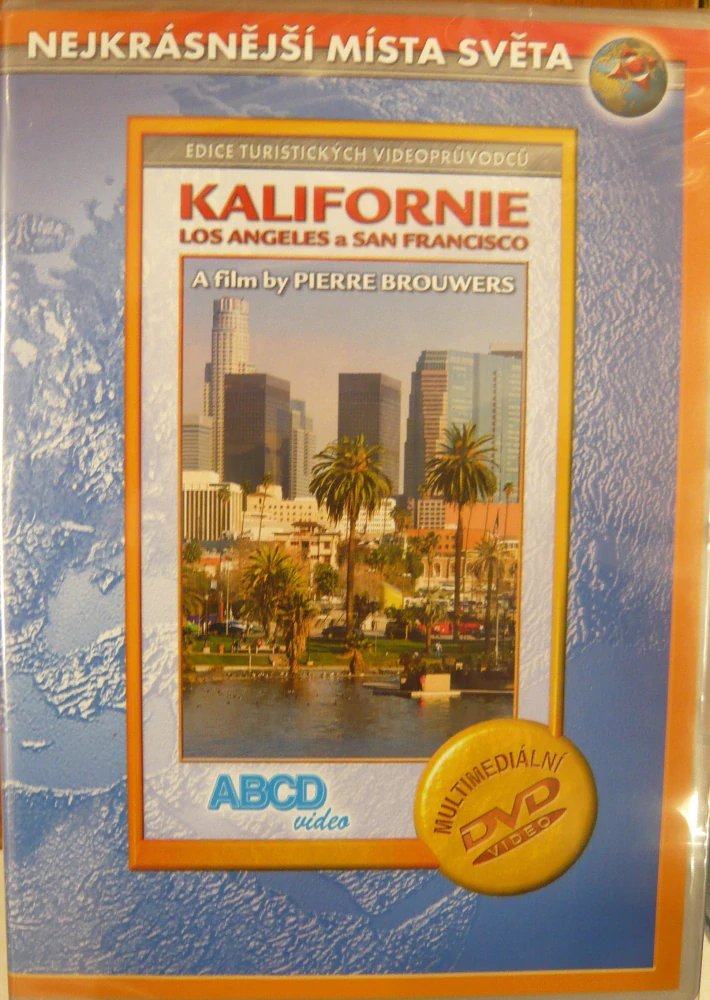 NEJKRÁSNĚJŠÍ MÍSTA SVĚTA
EDICE TURISTICKÝCH VIDEOPRŮVODCŮ
KALIFORNIE
LOS ANGELES a SAN FRANCISCO
A film by PIERRE BROUWERS
ABCD
video
MULTIMEDIÁLNÍ
DVD
VIDEO